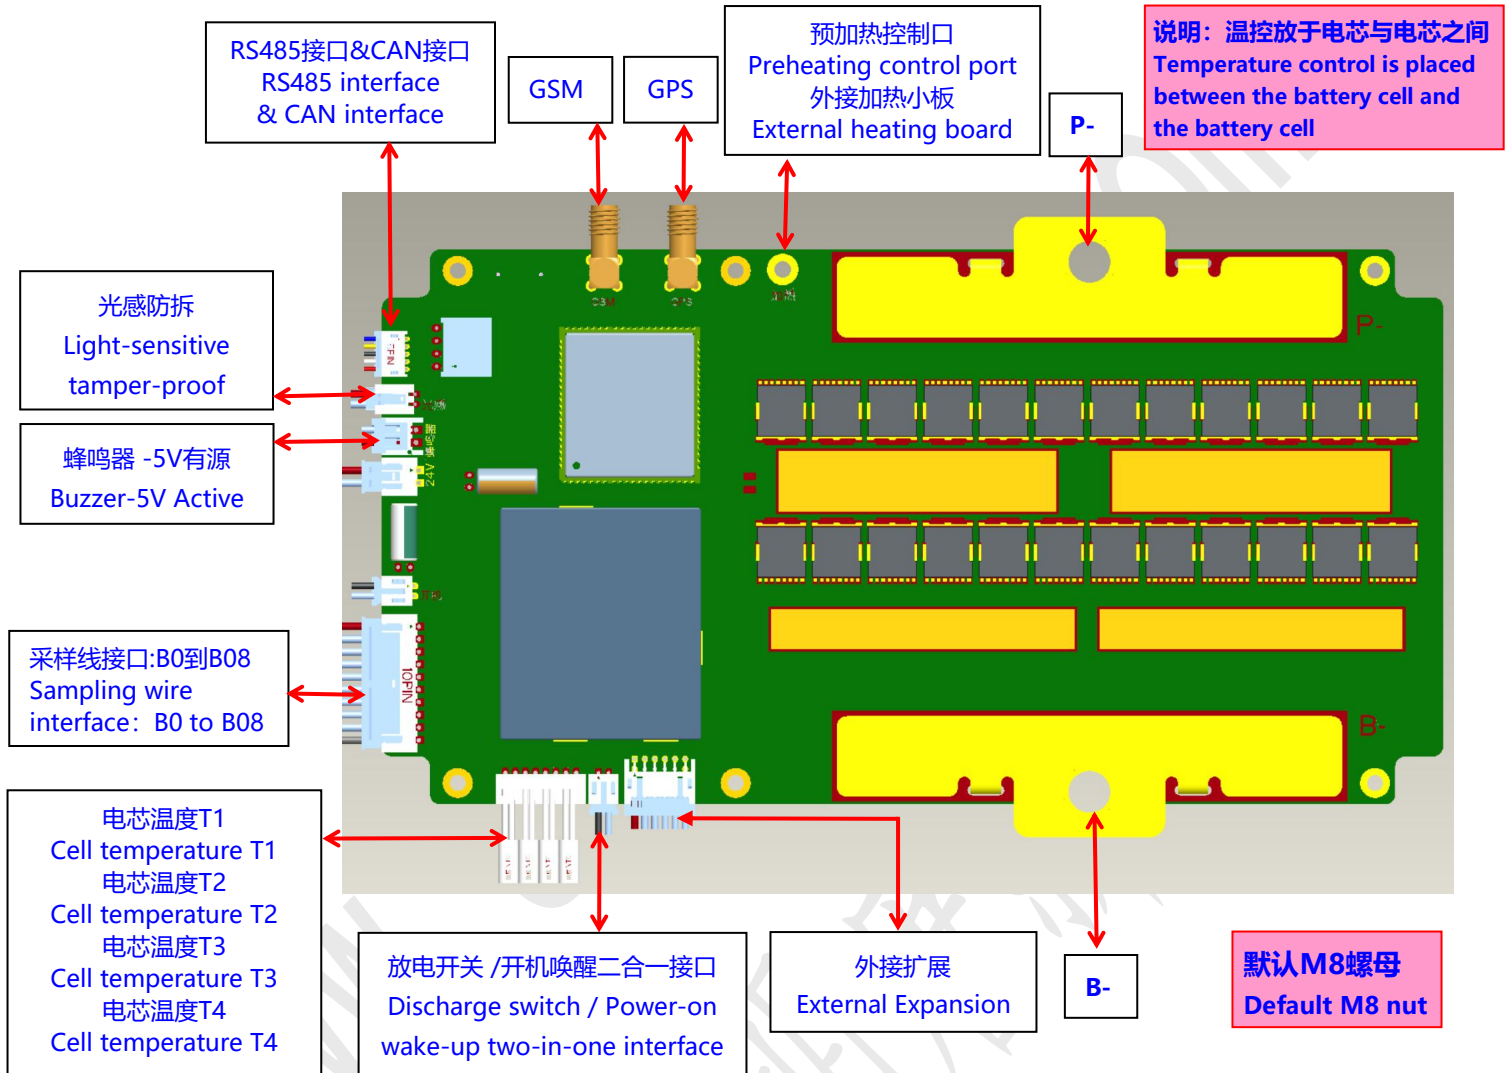 RS485接口&CAN接口
RS485 interface
& CAN interface
GSM
GPS
预加热控制口
Preheating control port
外接加热小板
External heating board
P-
说明：温控放于电芯与电芯之间
Temperature control is placed
between the battery cell and
the battery cell
光感防拆
Light-sensitive
tamper-proof
蜂鸣器 -5V有源
Buzzer-5V Active
采样线接口:B0到B08
Sampling wire
interface：B0 to B08
电芯温度T1
Cell temperature T1
电芯温度T2
Cell temperature T2
电芯温度T3
Cell temperature T3
电芯温度T4
Cell temperature T4
放电开关 /开机唤醒二合一接口
Discharge switch / Power-on
wake-up two-in-one interface
外接扩展
External Expansion
B-
默认M8螺母
Default M8 nut
GSM
GPS
P-
24V 蜂鸣器
10PIN
B-